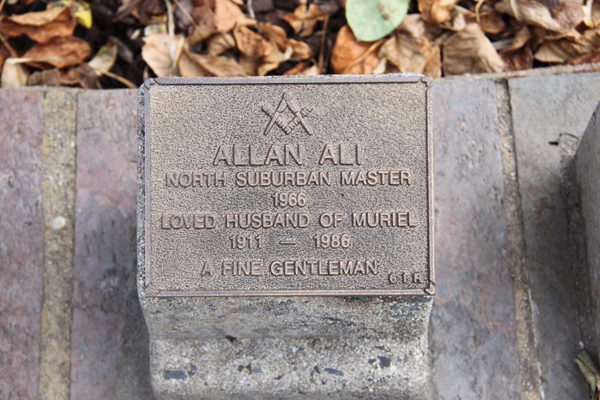 ALLAN ALI
NORTH SUBURBAN MASTER
1966
LOVED HUSBAND OF MURIEL
1911 — 1986
A FINE GENTLEMAN